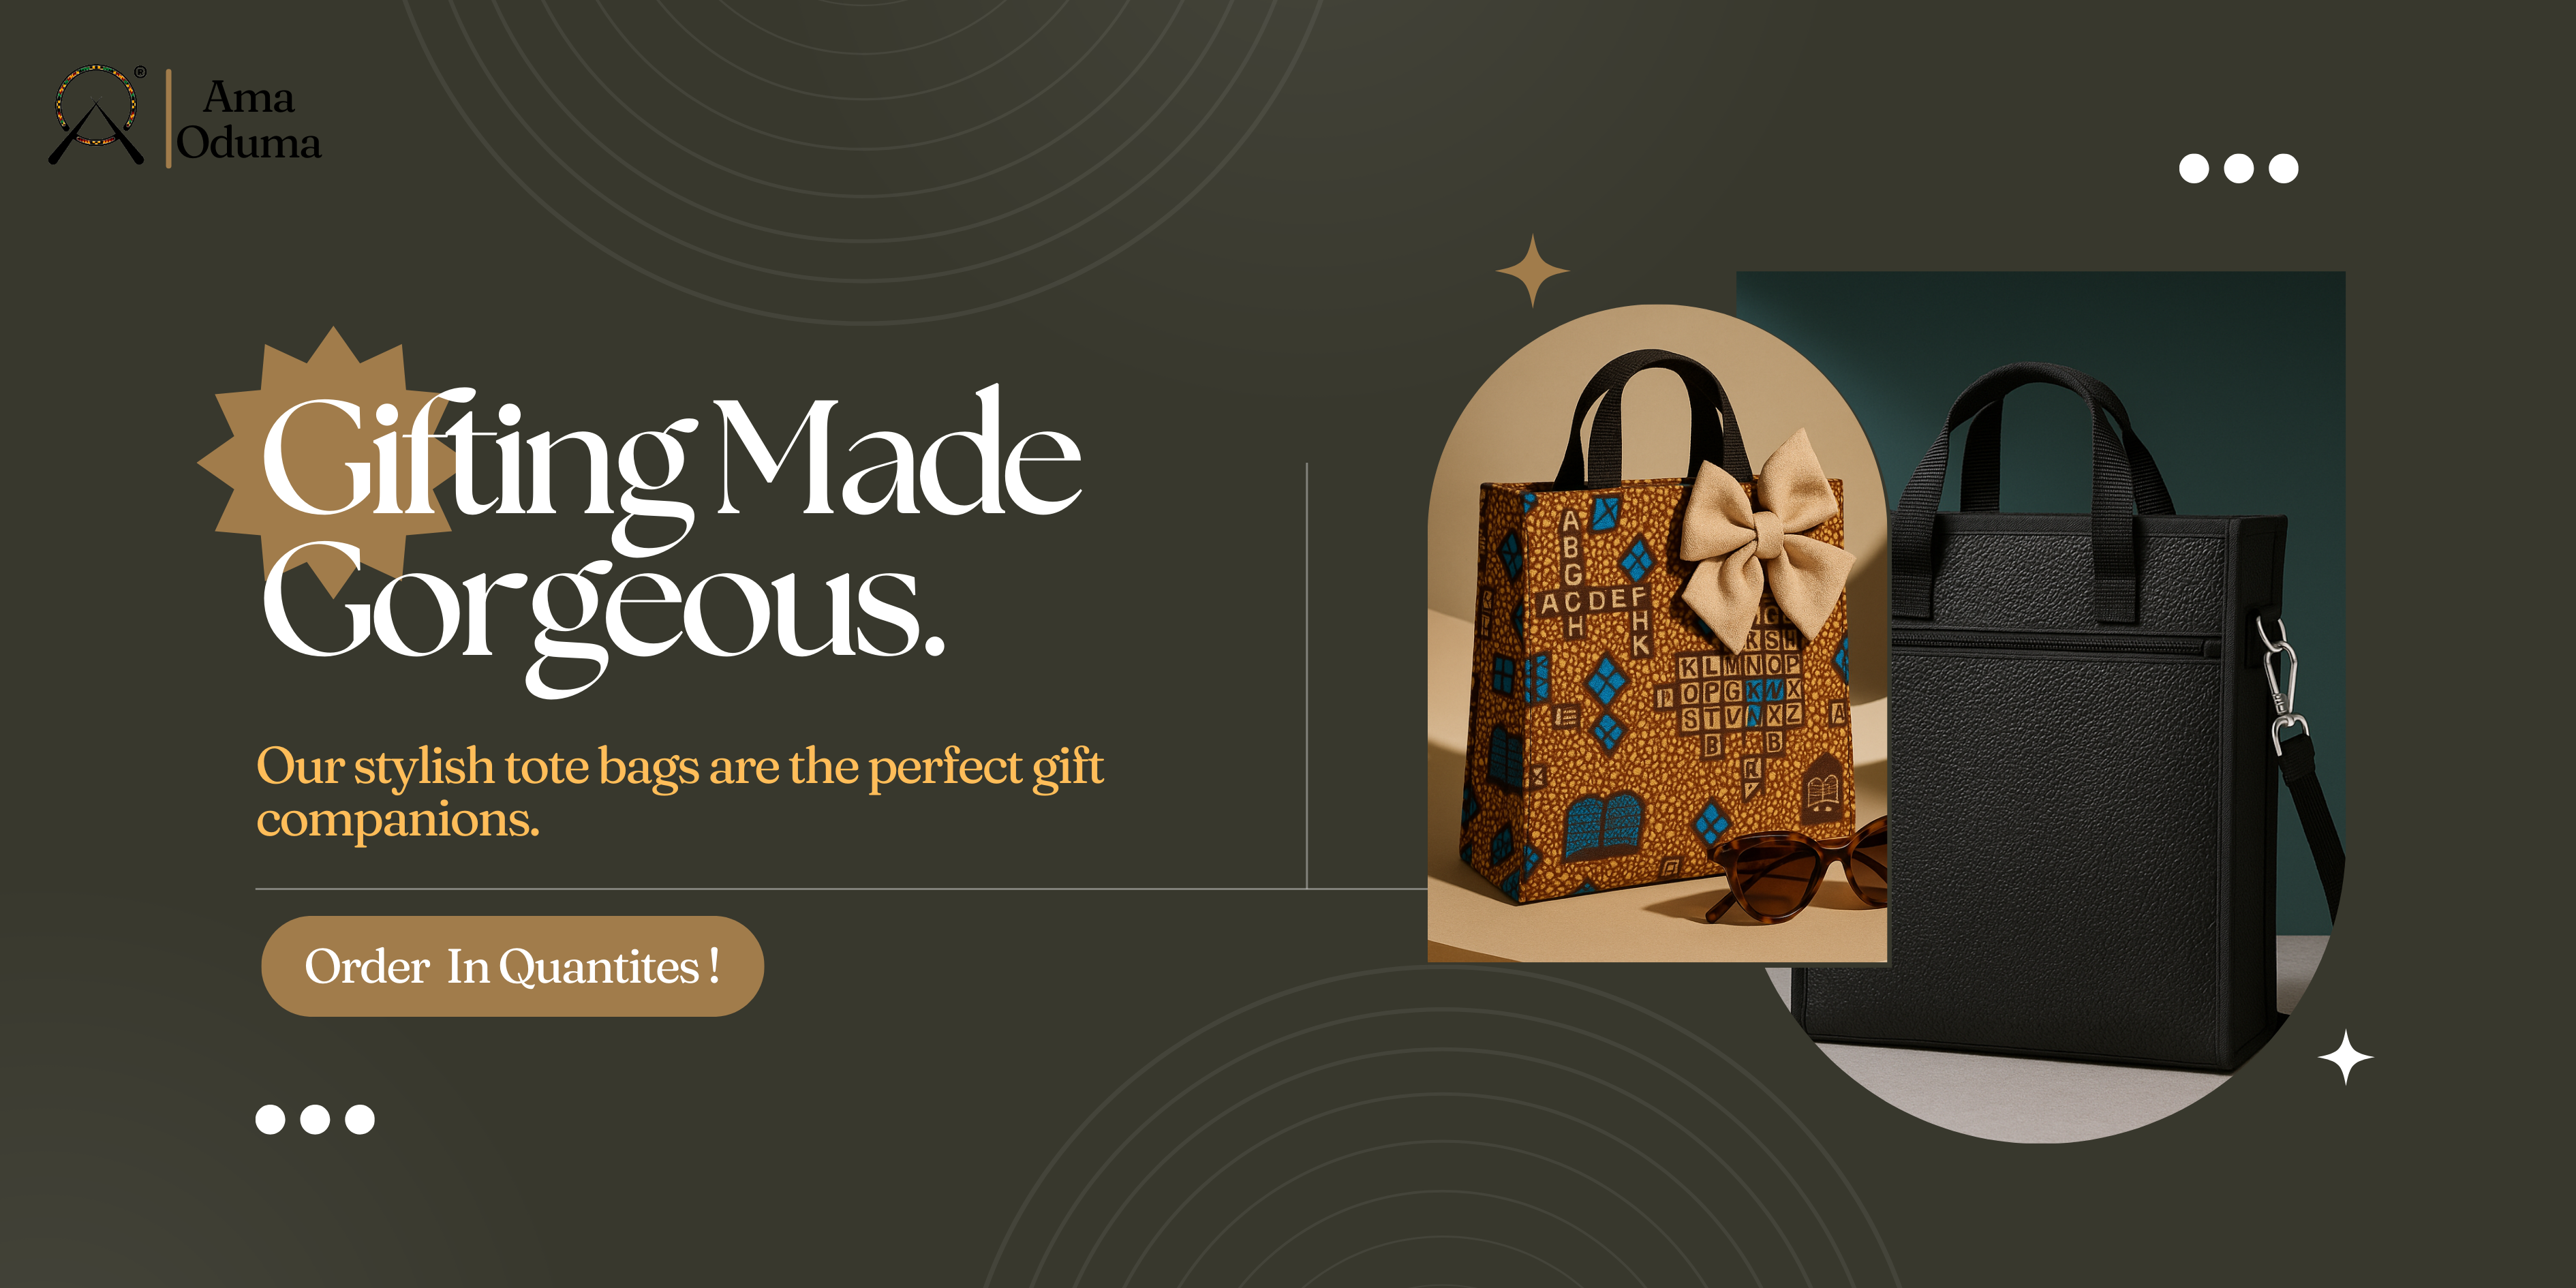 ®
Ama
Oduma
Gifting Made
Gorgeous.
Our stylish tote bags are the perfect gift
companions.
Order In Quantites !
A
B
G
A C D E F
H H
K
K L M N O P
O P G K N X
S T V A X Z
B B